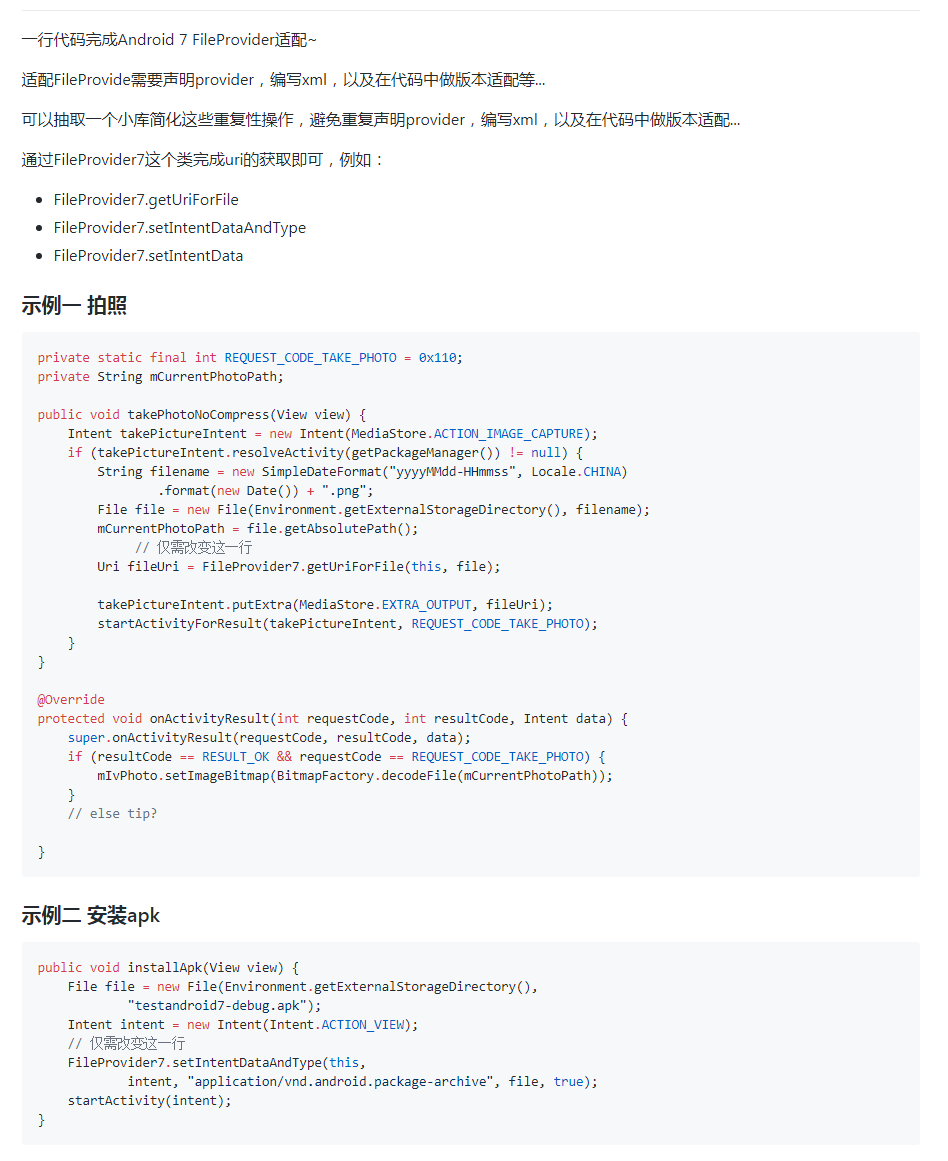 一行代码完成Android 7 FileProvider适配~
适配FileProvide需要声明provider，编写xml，以及在代码中做版本适配等...
可以抽取一个小库简化这些重复性操作，避免重复声明provider，编写xml，以及在代码中做版本适配...
通过FileProvider7这个类完成uri的获取即可，例如：
• FileProvider7.getUriForFile
• FileProvider7.setIntentDataAndType
• FileProvider7.setIntentData
示例一 拍照
private static final int REQUEST_CODE_TAKE_PHOTO = 0x110;
private String mCurrentPhotoPath;
public void takePhotoNoCompress(View view) {
    Intent takePictureIntent = new Intent(MediaStore.ACTION_IMAGE_CAPTURE);
    if (takePictureIntent.resolveActivity(getPackageManager()) != null) {
        String filename = new SimpleDateFormat("yyyyMMdd-HHmmss", Locale.CHINA)
                .format(new Date()) + ".png";
        File file = new File(Environment.getExternalStorageDirectory(), filename);
        mCurrentPhotoPath = file.getAbsolutePath();
             // 仅需改变这一行
        Uri fileUri = FileProvider7.getUriForFile(this, file);
        takePictureIntent.putExtra(MediaStore.EXTRA_OUTPUT, fileUri);
        startActivityForResult(takePictureIntent, REQUEST_CODE_TAKE_PHOTO);
    }
}
@Override
protected void onActivityResult(int requestCode, int resultCode, Intent data) {
    super.onActivityResult(requestCode, resultCode, data);
    if (resultCode == RESULT_OK && requestCode == REQUEST_CODE_TAKE_PHOTO) {
        mIvPhoto.setImageBitmap(BitmapFactory.decodeFile(mCurrentPhotoPath));
    }
    // else tip?
}
示例二 安装apk
public void installApk(View view) {
    File file = new File(Environment.getExternalStorageDirectory(),
            "testandroid7-debug.apk");
    Intent intent = new Intent(Intent.ACTION_VIEW);
    // 仅需改变这一行
    FileProvider7.setIntentDataAndType(this,
            intent, "application/vnd.android.package-archive", file, true);
    startActivity(intent);
}